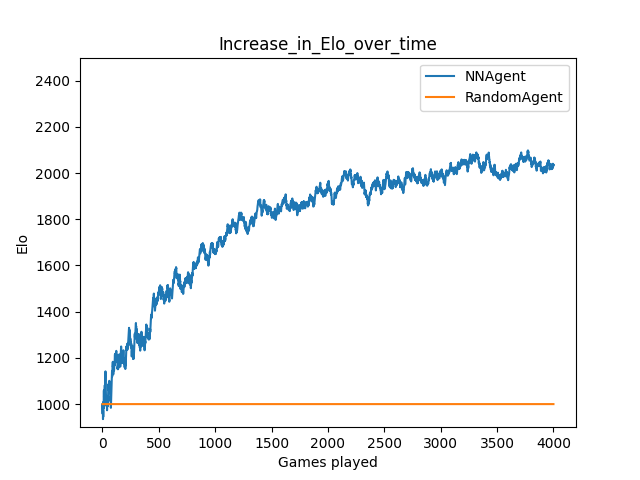 Increase_in_Elo_over_time
NNAgent
RandomAgent
2400
2200
2000
1800
1600
1400
1200
1000
Elo
0 500 1000 1500 2000 2500 3000 3500 4000
Games played